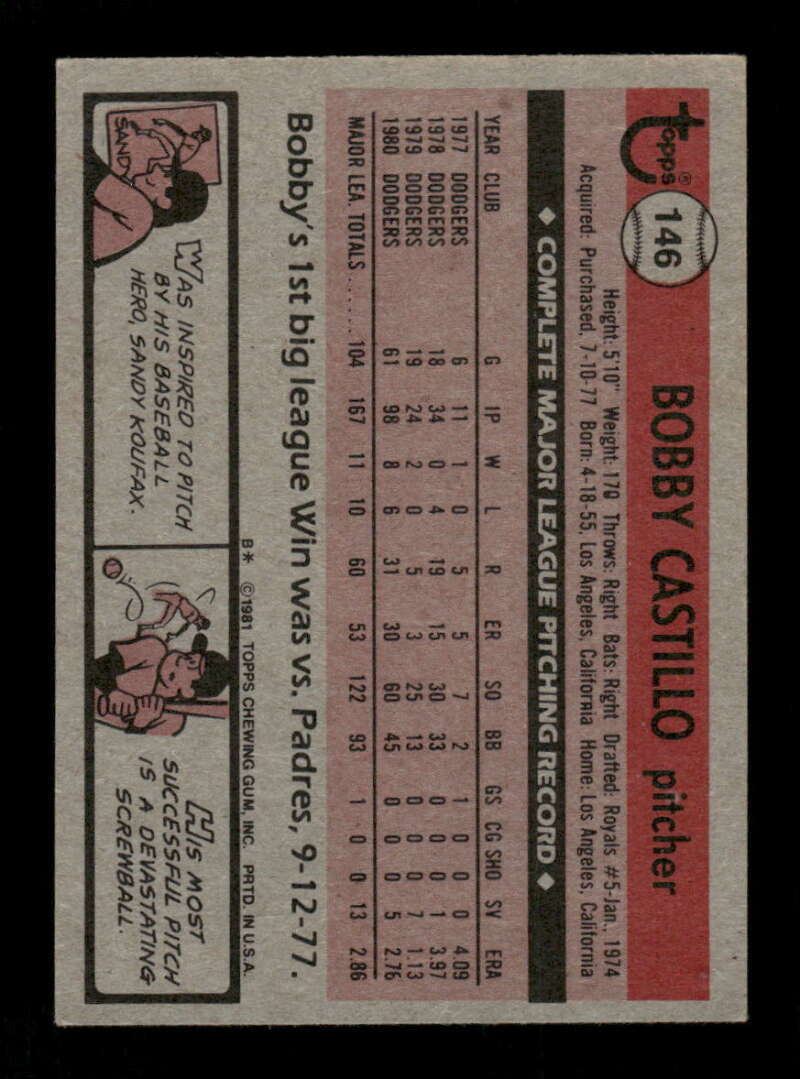 Topps®
146
BOBBY CASTILLO pitcher
Height: 5'10" Weight: 170 Throws: Right Bats: Right Drafted: Royals #5-Jan., 1974
Acquired: Purchased, 7-10-77 Born: 4-18-55, Los Angeles, California Home: Los Angeles, California
◆ COMPLETE MAJOR LEAGUE PITCHING RECORD ◆
YEAR CLUB G IP W L R ER SO BB GS CG SHO SV ERA
1977 DODGERS 6 11 1 0 5 5 7 2 1 0 0 0 4.09
1978 DODGERS 18 34 0 4 19 15 30 33 0 0 0 1 3.97
1979 DODGERS 19 24 2 0 5 3 25 13 0 0 0 7 1.13
1980 DODGERS 61 98 8 6 31 30 60 45 0 0 0 5 2.76
MAJOR LEA. TOTALS..... 104 167 11 10 60 53 122 93 1 0 0 13 2.86
Bobby's 1st big league Win was vs. Padres, 9-12-77.
B* ©1981 TOPPS CHEWING GUM, INC. PRTD. IN U.S.A.
SANDY
WAS INSPIRED TO PITCH
BY HIS BASEBALL
HERO, SANDY KOUFAX.
HIS MOST
SUCCESSFUL PITCH
IS A DEVASTATING
SCREWBALL.